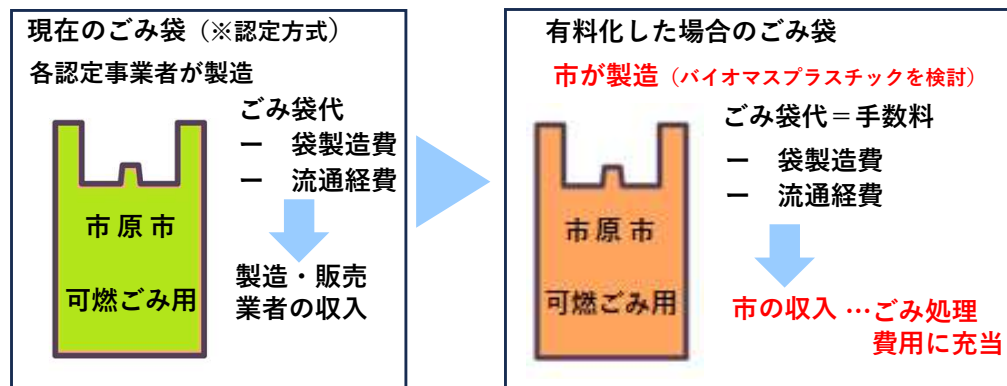 現在のごみ袋（※認定方式）
各認定事業者が製造
ごみ袋代
ー　袋製造費
ー　流通経費
製造・販売
業者の収入
市原市
可燃ごみ用
有料化した場合のごみ袋
市が製造（バイオマスプラスチックを検討）
ごみ袋代＝手数料
ー　袋製造費
ー　流通経費
市の収入 …ごみ処理
費用に充当
市原市
可燃ごみ用